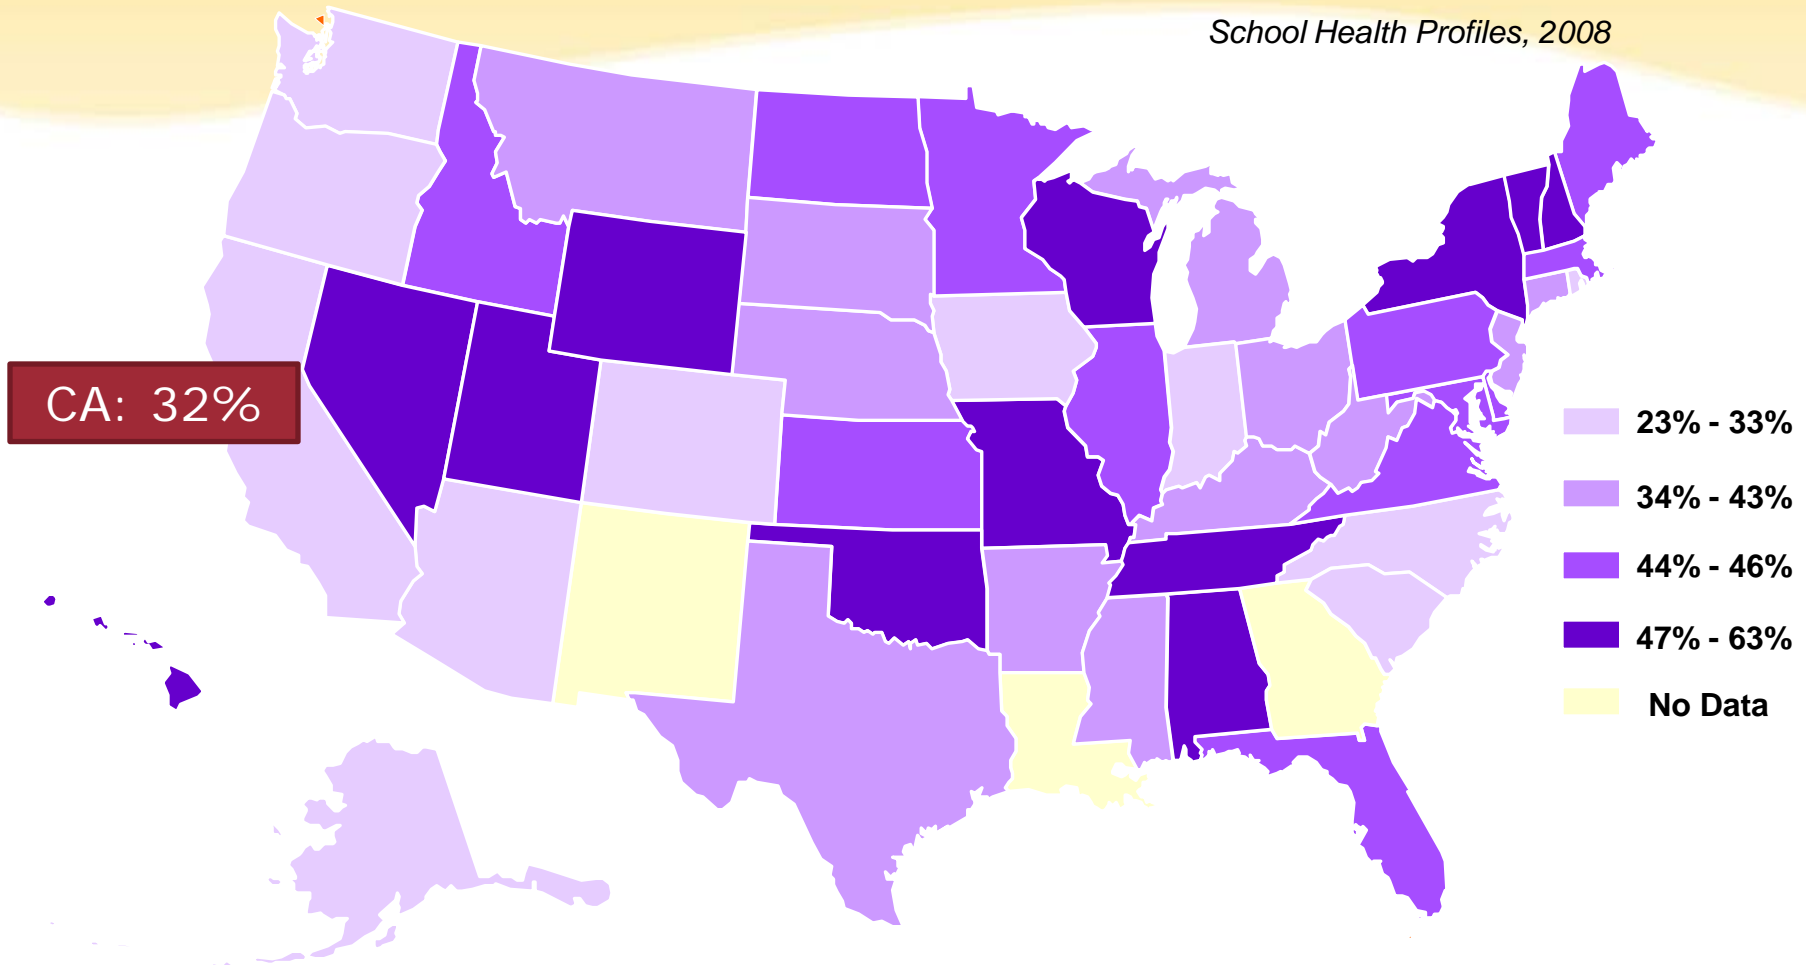 School Health Profiles, 2008
CA: 32%
23% - 33%
34% - 43%
44% - 46%
47% - 63%
No Data